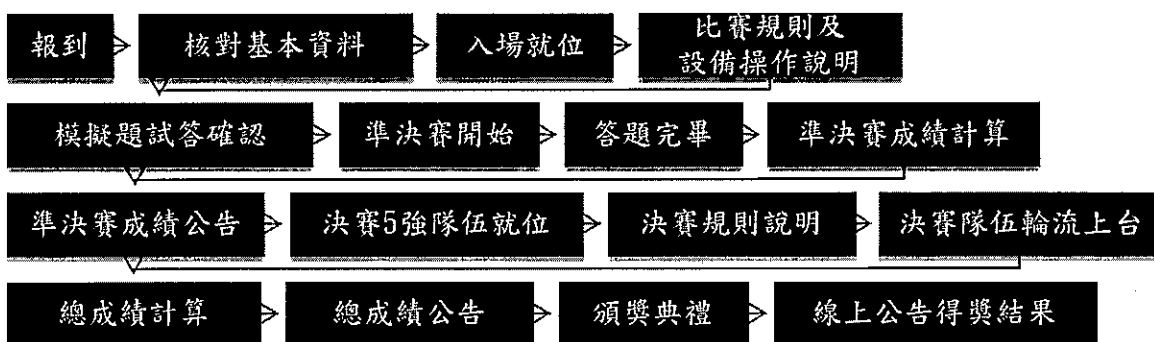 報到
核對基本資料
入場就位
比賽規則及
設備操作說明
模擬題試答確認
準決賽開始
答題完畢
準決賽成績計算
準決賽成績公告
決賽5強隊伍就位
決賽規則說明
決賽隊伍輪流上台
總成績計算
總成績公告
頒獎典禮
線上公告得獎結果